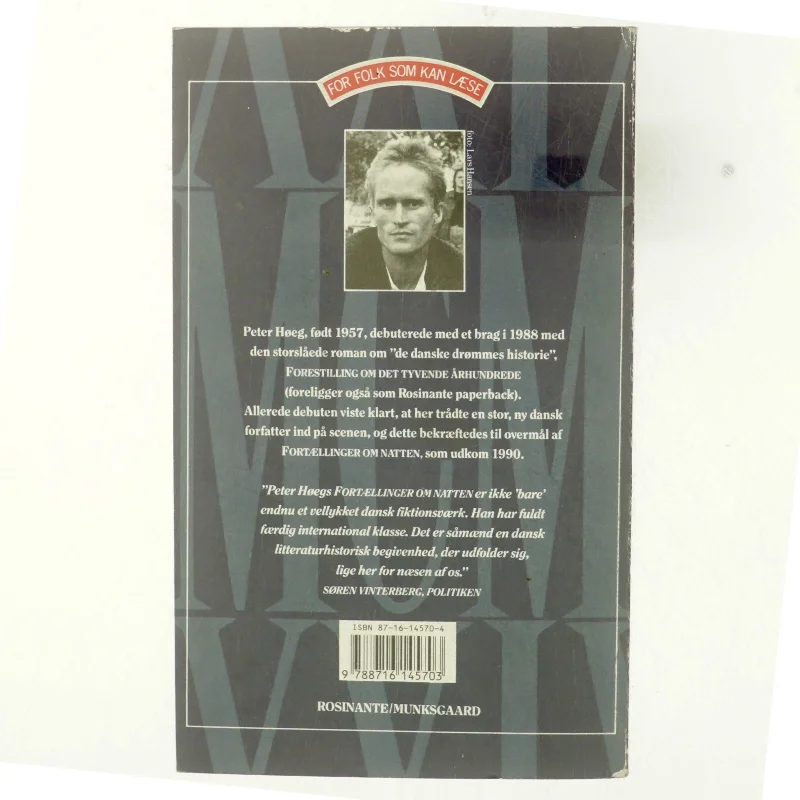 FOR FOLK SOM KAN LÆSE
foto: Lars Hansen
Peter Høeg, født 1957, debuterede med et brag i 1988 med
den storslåede roman om "de danske drømmes historie",
FORESTILLING OM DET TYVENDE ÅRHUNDREDE
(foreligger også som Rosinante paperback).
Allerede debuten viste klart, at her trådte en stor, ny dansk
forfatter ind på scenen, og dette bekræftedes til overmål af
FORTÆLLINGER OM NATTEN, som udkom 1990.
"Peter Høegs FORTÆLLINGER OM NATTEN er ikke 'bare'
endnu et vellykket dansk fiktionsværk. Han har fuldt
færdig international klasse. Det er såmænd en dansk
litteraturhistorisk begivenhed, der udfolder sig,
lige her for næsen af os."
SØREN VINTERBERG, POLITIKEN
ISBN 87-16-14570-4
9 788716 145703
ROSINANTE/MUNKSGAARD